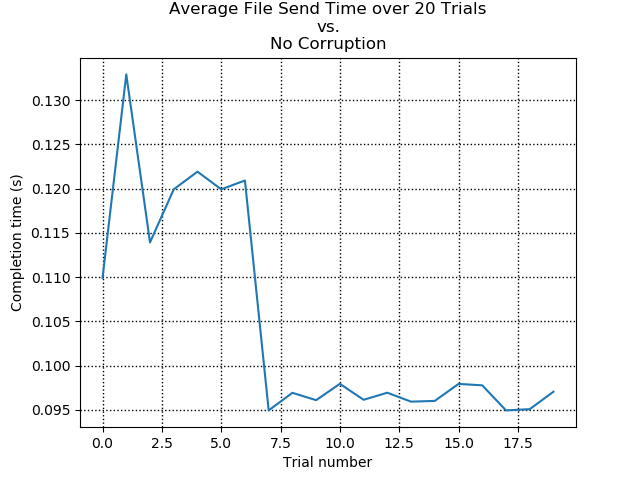 Average File Send Time over 20 Trials
vs.
No Corruption
0.130
0.125
0.120
0.115
0.110
0.105
0.100
0.095
Completion time (s)
0.0 2.5 5.0 7.5 10.0 12.5 15.0 17.5
Trial number